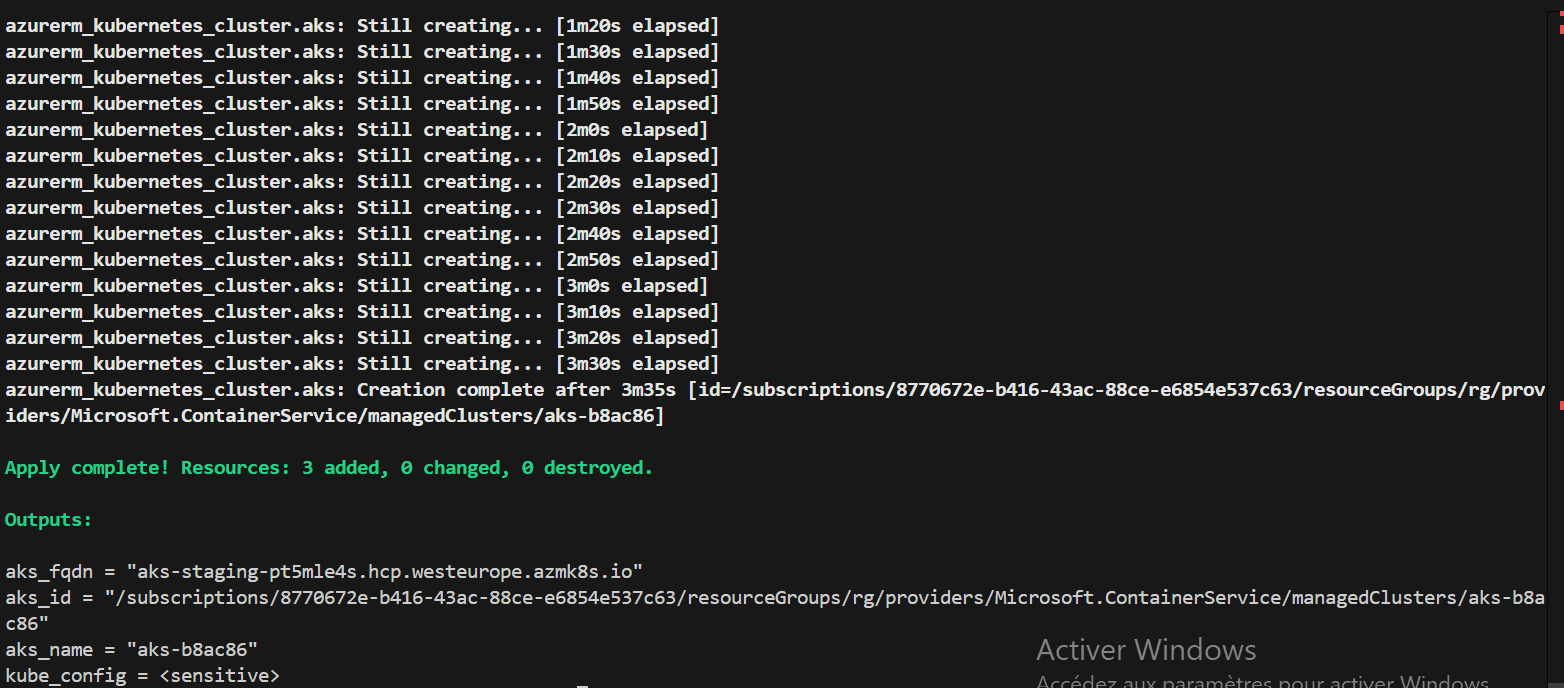 azurerm_kubernetes_cluster.aks: Still creating... [1m20s elapsed]
azurerm_kubernetes_cluster.aks: Still creating... [1m30s elapsed]
azurerm_kubernetes_cluster.aks: Still creating... [1m40s elapsed]
azurerm_kubernetes_cluster.aks: Still creating... [1m50s elapsed]
azurerm_kubernetes_cluster.aks: Still creating... [2m0s elapsed]
azurerm_kubernetes_cluster.aks: Still creating... [2m10s elapsed]
azurerm_kubernetes_cluster.aks: Still creating... [2m20s elapsed]
azurerm_kubernetes_cluster.aks: Still creating... [2m30s elapsed]
azurerm_kubernetes_cluster.aks: Still creating... [2m40s elapsed]
azurerm_kubernetes_cluster.aks: Still creating... [2m50s elapsed]
azurerm_kubernetes_cluster.aks: Still creating... [3m0s elapsed]
azurerm_kubernetes_cluster.aks: Still creating... [3m10s elapsed]
azurerm_kubernetes_cluster.aks: Still creating... [3m20s elapsed]
azurerm_kubernetes_cluster.aks: Still creating... [3m30s elapsed]
azurerm_kubernetes_cluster.aks: Creation complete after 3m35s [id=/subscriptions/8770672e-b416-43ac-88ce-e6854e537c63/resourceGroups/rg/prov
iders/Microsoft.ContainerService/managedClusters/aks-b8ac86]
Apply complete! Resources: 3 added, 0 changed, 0 destroyed.
Outputs:
aks_fqdn = "aks-staging-pt5mle4s.hcp.westeurope.azmk8s.io"
aks_id = "/subscriptions/8770672e-b416-43ac-88ce-e6854e537c63/resourceGroups/rg/providers/Microsoft.ContainerService/managedClusters/aks-b8a
c86"
aks_name = "aks-b8ac86"
kube_config = <sensitive>
Activer Windows
Accédez aux paramètres pour activer Windows.